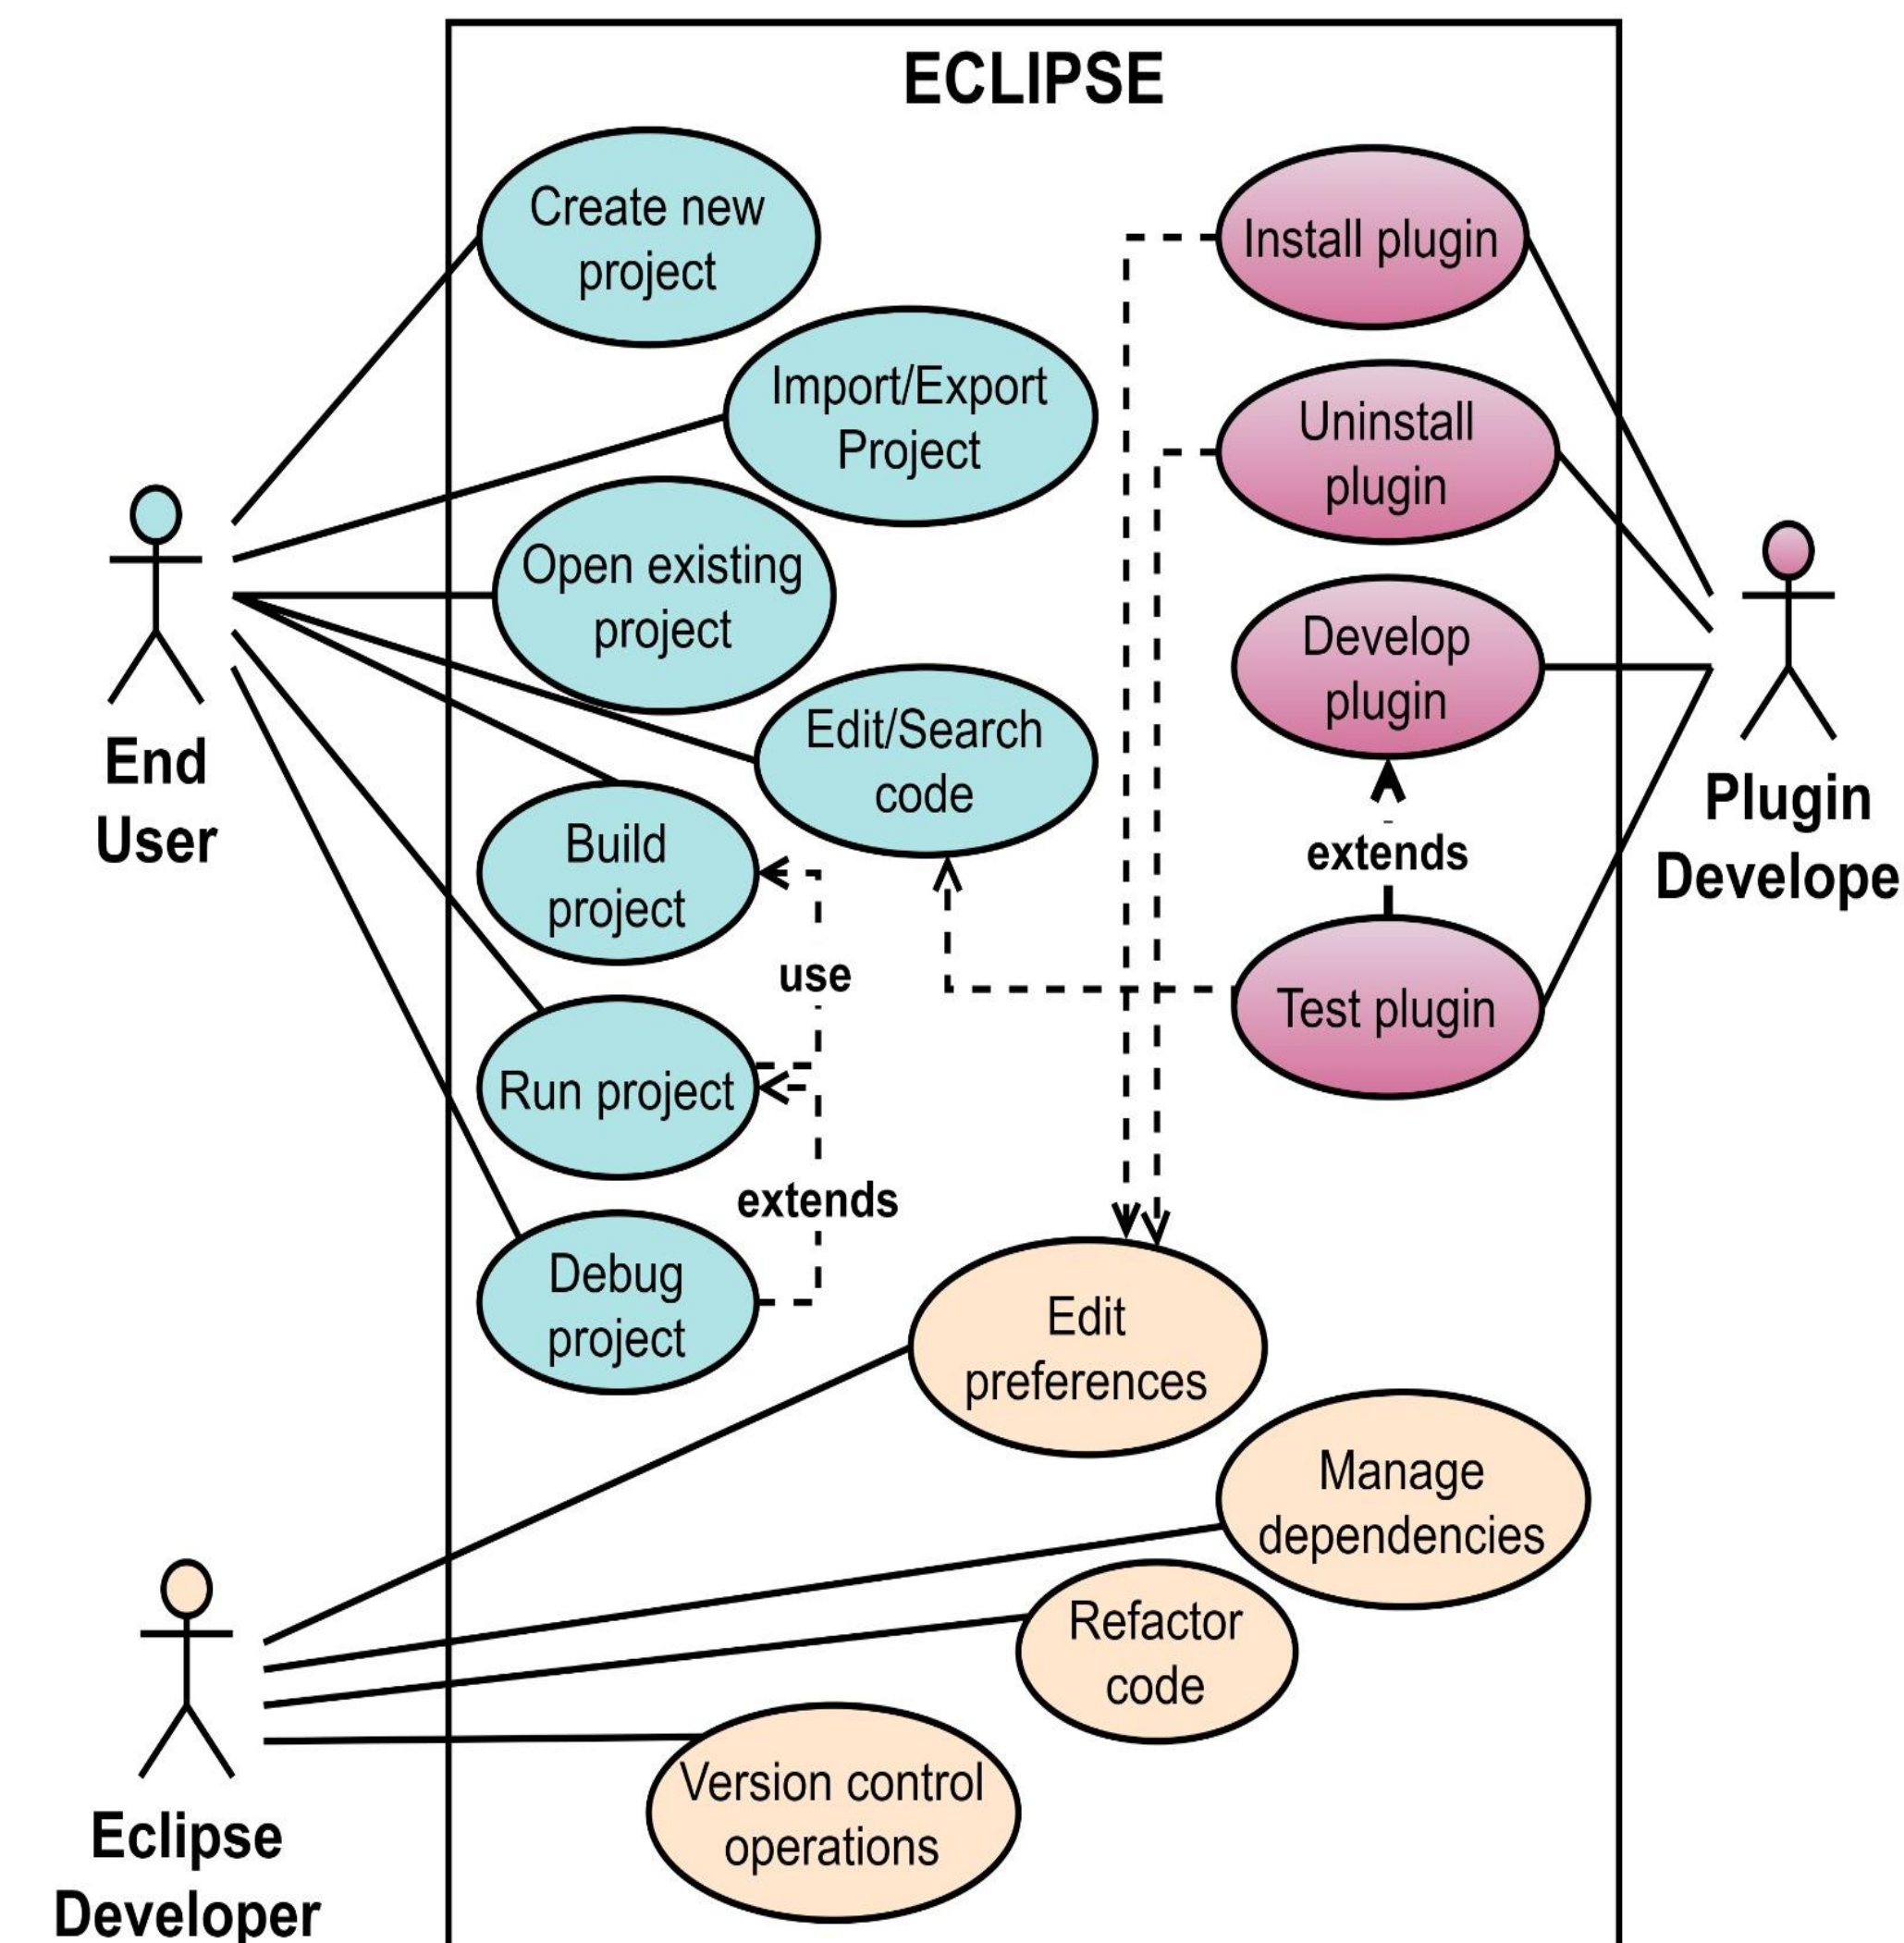 ECLIPSE
Create new
project
Import/Export
Project
Open existing
project
Edit/Search
code
Build
project
use
Run project
extends
Debug
project
Install plugin
Uninstall
plugin
Develop
plugin
extends
Test plugin
Edit
preferences
Manage
dependencies
Refactor
code
Version control
operations
End
User
Plugin
Develope
Eclipse
Developer